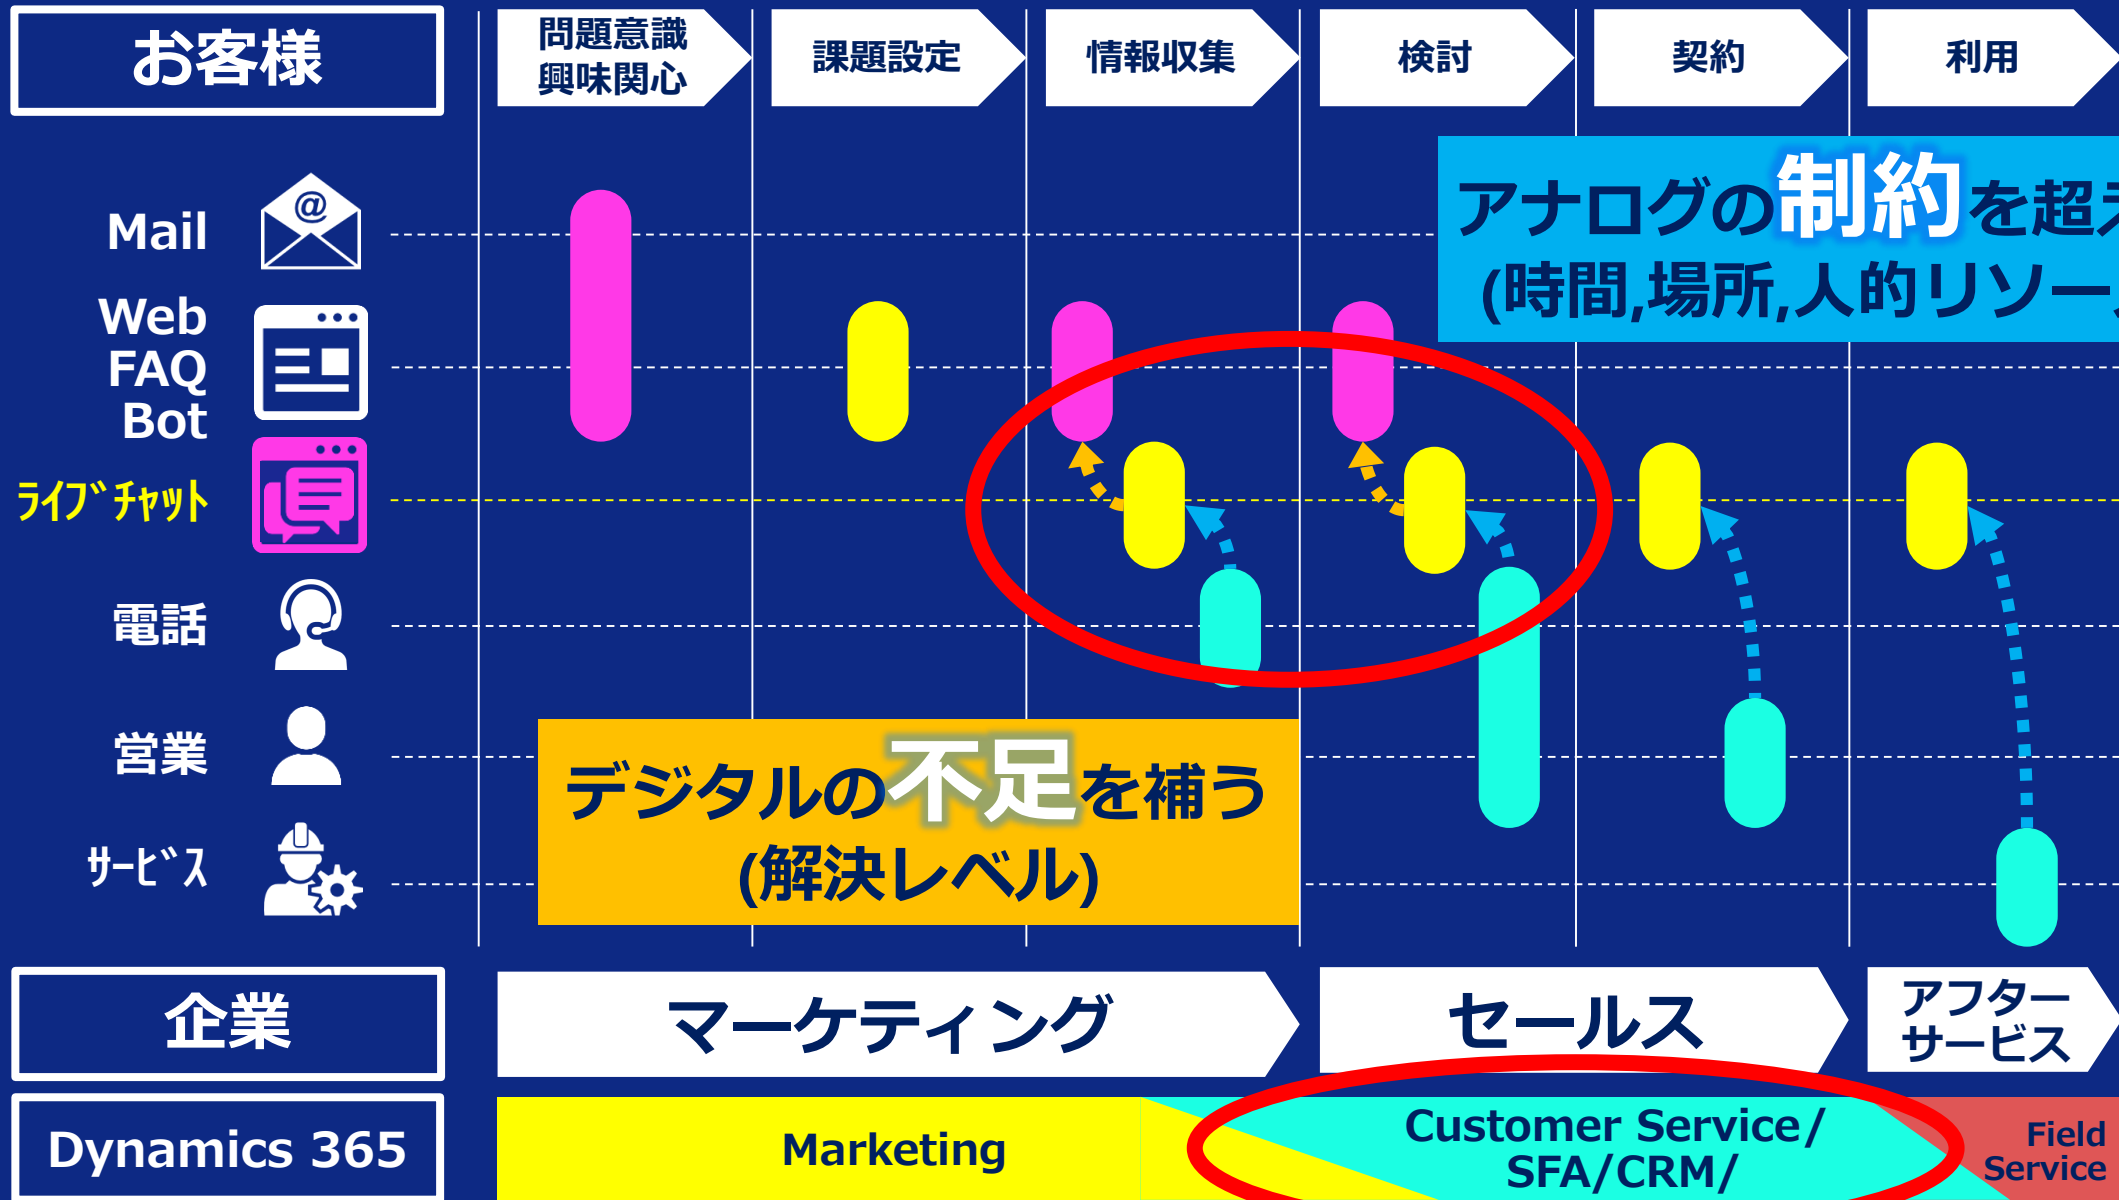 お客様
問題意識
興味関心
課題設定
情報収集
検討
契約
利用
アナログの制約を超え
(時間,場所,人的リソー
Mail
@
Web
FAQ
Bot
ﾗｲﾌﾞﾁｬｯﾄ
電話
営業
ｻｰﾋﾞｽ
デジタルの不足を補う
(解決レベル)
企業
マーケティング
セールス
アフター
サービス
Dynamics 365
Marketing
Customer Service/
SFA/CRM/
Field
Service